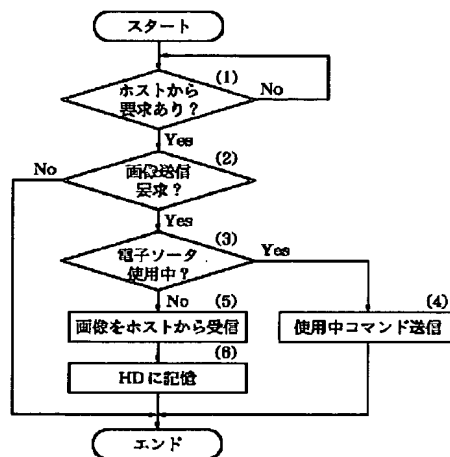 スタート
(1)
ホストから
要求あり？
No
Yes
(2)
No
画像送信
要求？
Yes
(3)
電子ソータ
使用中？
Yes
No
(5)
画像をホストから受信
(4)
使用中コマンド送信
(6)
HDに記憶
エンド